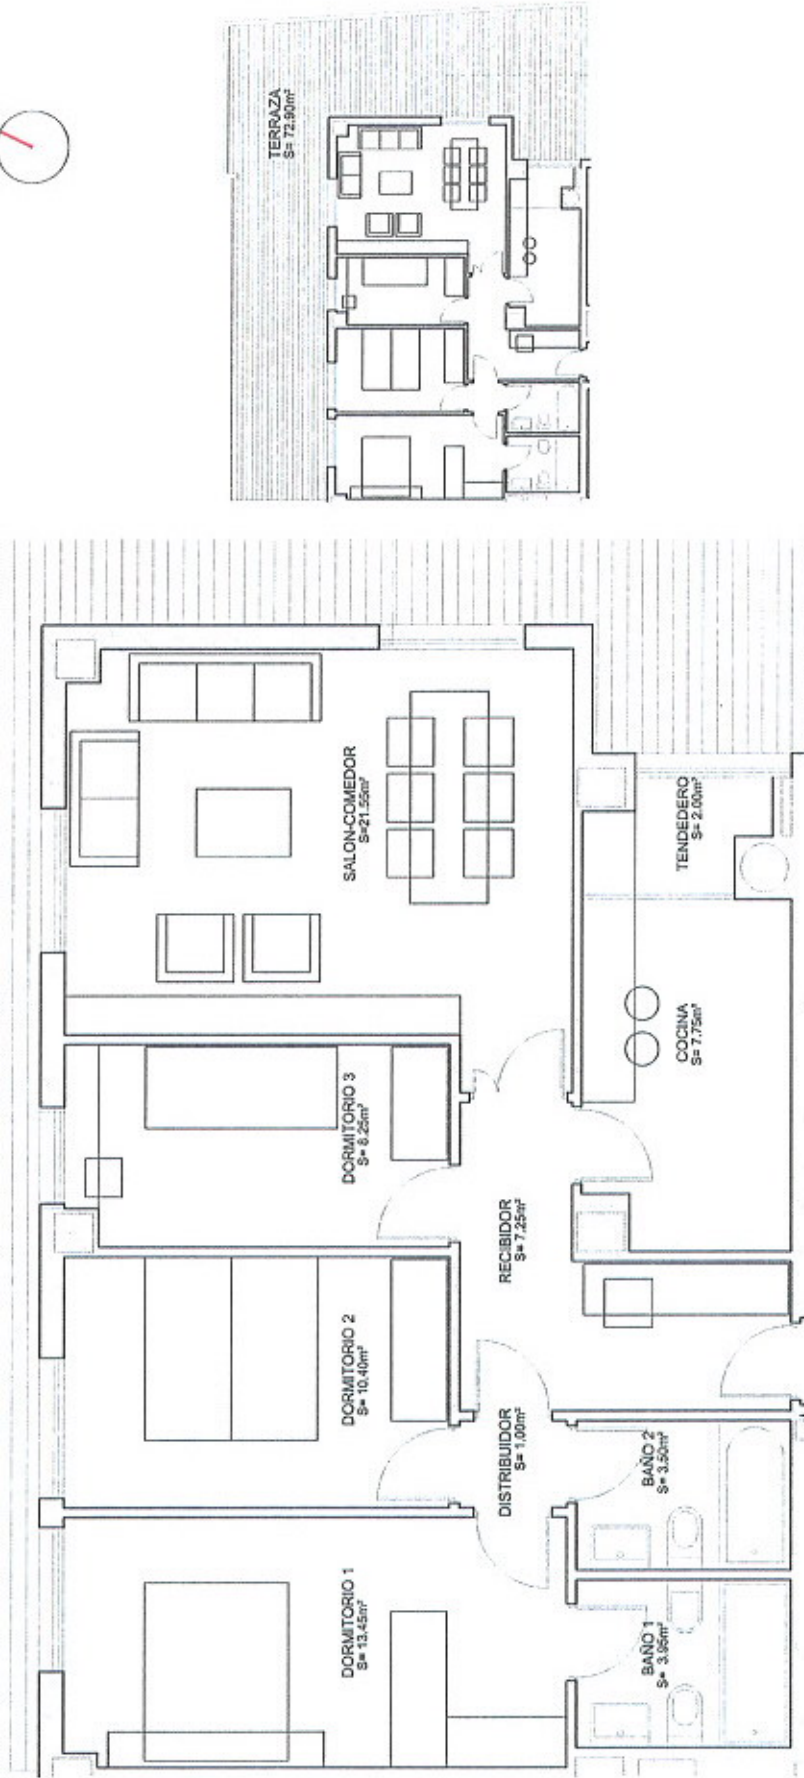 TERRAZA
S= 72.90m²
SALON-COMEDOR
S=21.55m²
TENDEDERO
S= 2.00m²
COCINA
S= 7.75m²
DORMITORIO 3
S= 8.25m²
RECIBIDOR
S= 7.25m²
DORMITORIO 2
S= 10.40m²
DISTRIBUIDOR
S= 1.00m²
BAÑO 2
S= 3.50m²
DORMITORIO 1
S= 13.45m²
BAÑO 1
S= 3.95m²